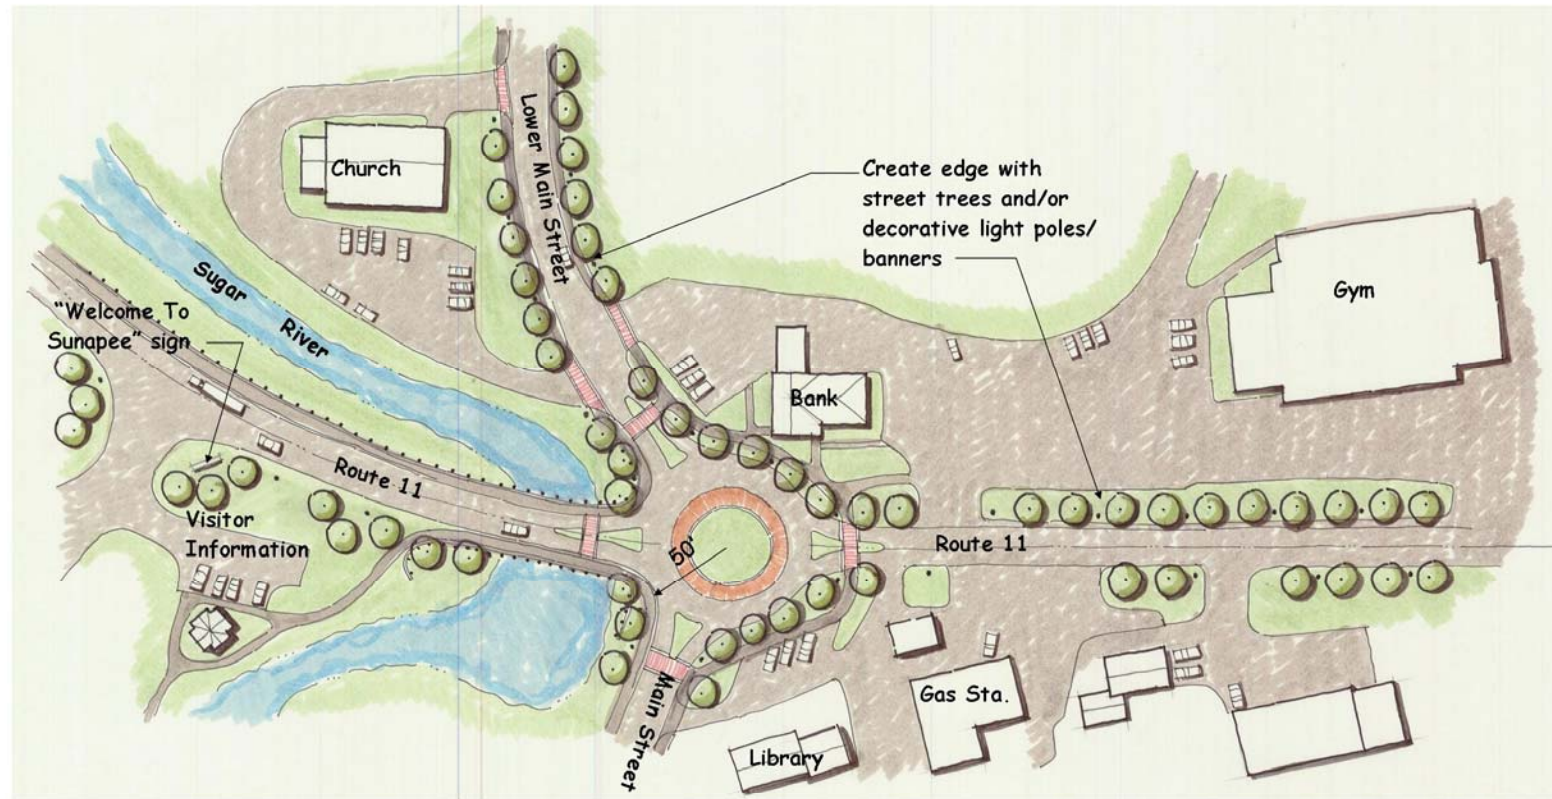 Church
Lower Main Street
Create edge with
street trees and/or
decorative light poles/
banners
Sugar
River
"Welcome To
Sunapee" sign
Gym
Bank
Route 11
Visitor
Information
50'
Route 11
Main Street
Gas Sta.
Library